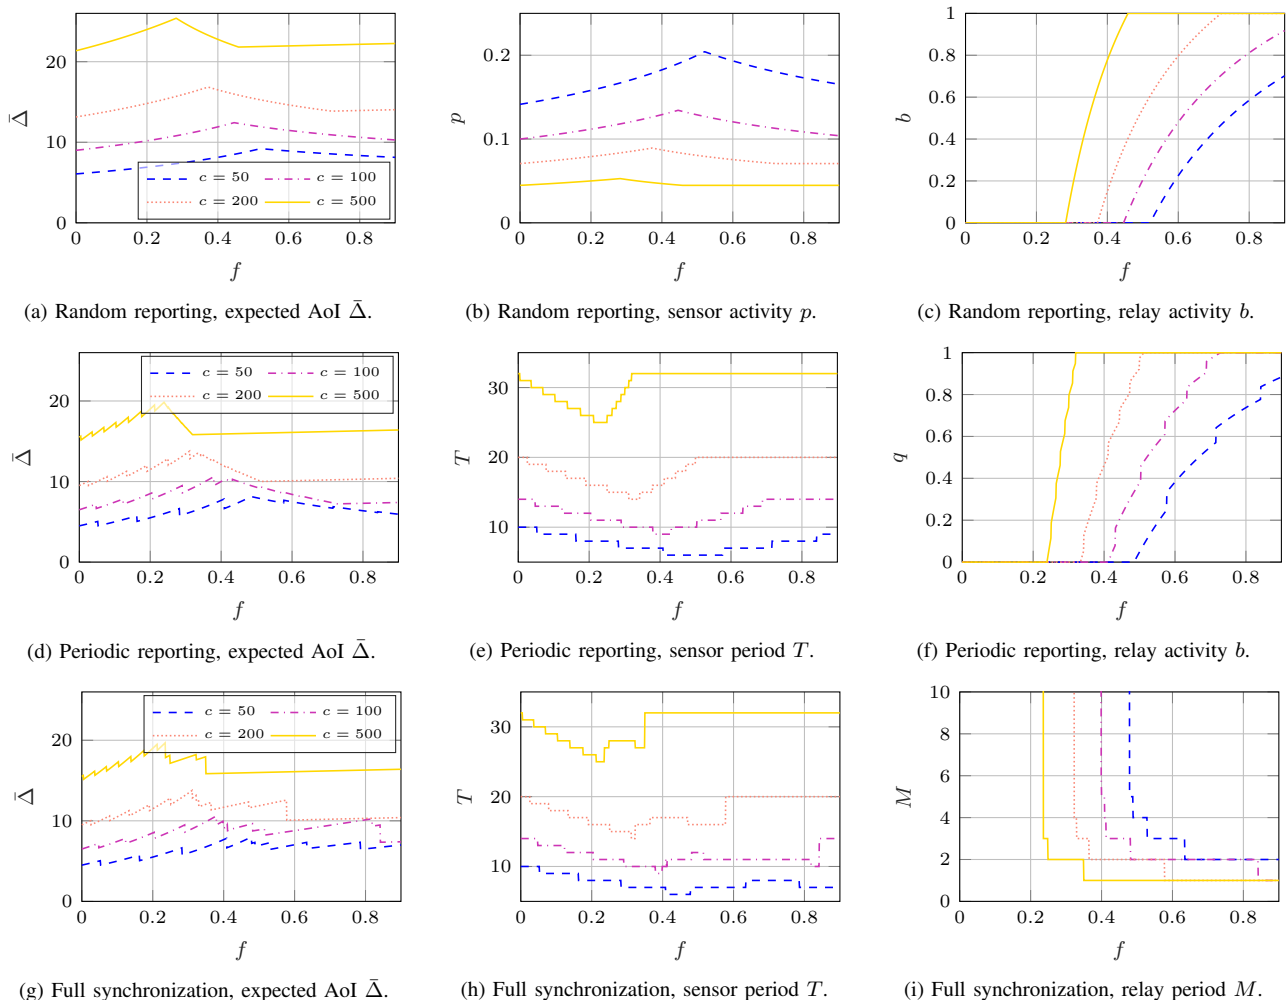 0 0.2 0.4 0.6 0.8
0
10
20
f
Δ̄
c = 50 c = 100
c = 200 c = 500
(a) Random reporting, expected AoI Δ̄.
0 0.2 0.4 0.6 0.8
0
0.1
0.2
f
p
(b) Random reporting, sensor activity p.
0 0.2 0.4 0.6 0.8
0
0.2
0.4
0.6
0.8
1
f
b
(c) Random reporting, relay activity b.
0 0.2 0.4 0.6 0.8
0
10
20
f
Δ̄
c = 50 c = 100
c = 200 c = 500
(d) Periodic reporting, expected AoI Δ̄.
0 0.2 0.4 0.6 0.8
10
20
30
f
T
(e) Periodic reporting, sensor period T.
0 0.2 0.4 0.6 0.8
0
0.2
0.4
0.6
0.8
1
f
q
(f) Periodic reporting, relay activity b.
0 0.2 0.4 0.6 0.8
0
10
20
f
Δ̄
c = 50 c = 100
c = 200 c = 500
(g) Full synchronization, expected AoI Δ̄.
0 0.2 0.4 0.6 0.8
10
20
30
f
T
(h) Full synchronization, sensor period T.
0 0.2 0.4 0.6 0.8
0
2
4
6
8
10
f
M
(i) Full synchronization, relay period M.